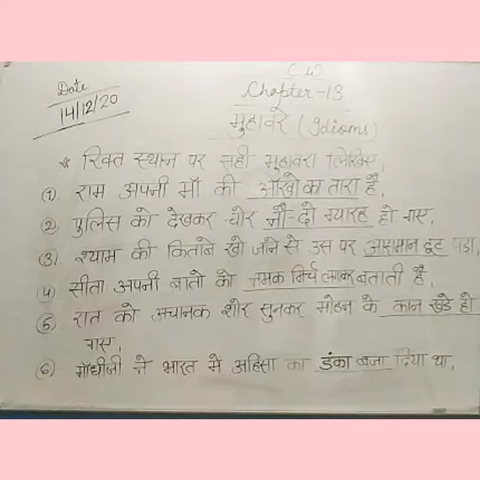 Date
14/12/20
C.W
Chapter-13
मुहावरे (Idioms)
* रिक्त स्थान पर सही मुहावरा लिखिए,
(1). राम अपनी माँ की आँखो का तारा है,
(2). पुलिस को देखकर चोर नौ-दो ग्यारह हो गए,
(3). श्याम की किताबे खो जाने से उस पर आसमान टूट पड़ा,
(4) सीता अपनी बातो को नमक मिर्च लगाकर बताती है,
(5). रात को अचानक शोर सुनकर मोहन के कान खड़े हो
गए,
(6) गाँधीजी ने भारत मे अहिंसा का डंका बजा दिया था,